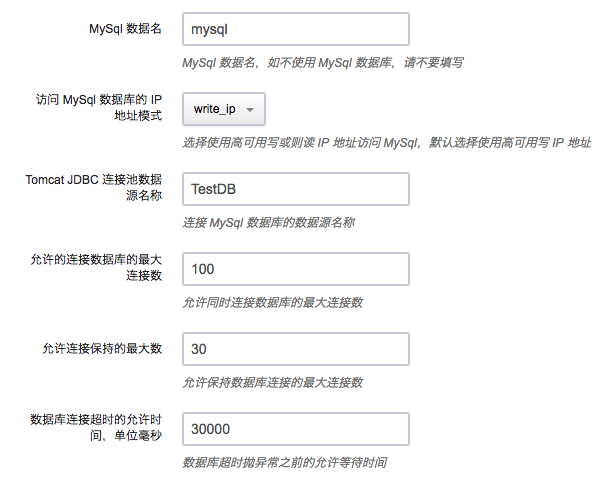 MySql 数据名
mysql
MySql 数据名，如不使用 MySql 数据库，请不要填写
访问 MySql 数据库的 IP
地址模式
write_ip
选择使用高可用写或则读 IP 地址访问 MySql，默认选择使用高可用写 IP 地址
Tomcat JDBC 连接池数据
源名称
TestDB
连接 MySql 数据库的数据源名称
允许的连接数据库的最大
连接数
100
允许同时连接数据库的最大连接数
允许连接保持的最大数
30
允许保持数据库连接的最大连接数
数据库连接超时的允许时
间，单位毫秒
30000
数据库超时抛异常之前的允许等待时间